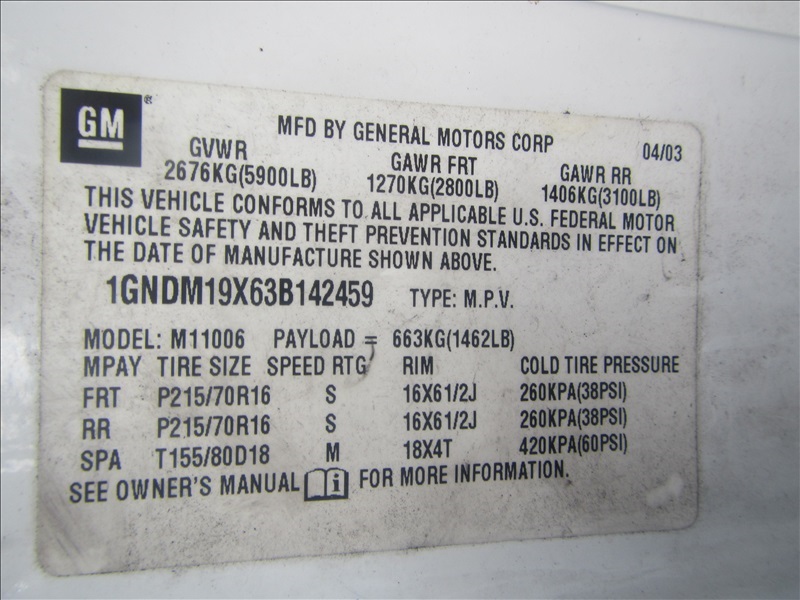 GM ®
MFD BY GENERAL MOTORS CORP 04/03
GVWR GAWR FRT GAWR RR
2676KG(5900LB) 1270KG(2800LB) 1406KG(3100LB)
THIS VEHICLE CONFORMS TO ALL APPLICABLE U.S. FEDERAL MOTOR
VEHICLE SAFETY AND THEFT PREVENTION STANDARDS IN EFFECT ON
THE DATE OF MANUFACTURE SHOWN ABOVE.
1GNDM19X63B142459 TYPE: M.P.V.
MODEL: M11006 PAYLOAD = 663KG(1462LB)
MPAY TIRE SIZE SPEED RTG RIM COLD TIRE PRESSURE
FRT P215/70R16 S 16X61/2J 260KPA(38PSI)
RR P215/70R16 S 16X61/2J 260KPA(38PSI)
SPA T155/80D18 M 18X4T 420KPA(60PSI)
SEE OWNER'S MANUAL i FOR MORE INFORMATION.